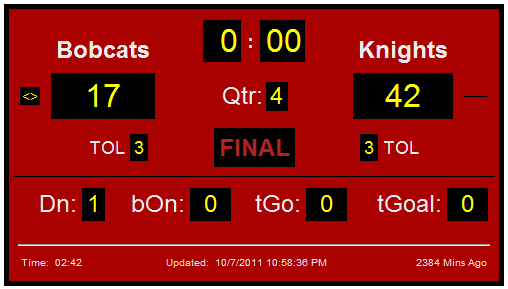 0 : 00
Bobcats Knights
<> 17 Qtr: 4 42
TOL 3 FINAL 3 TOL
Dn: 1 bOn: 0 tGo: 0 tGoal: 0
Time: 02:42 Updated: 10/7/2011 10:58:36 PM 2384 Mins Ago